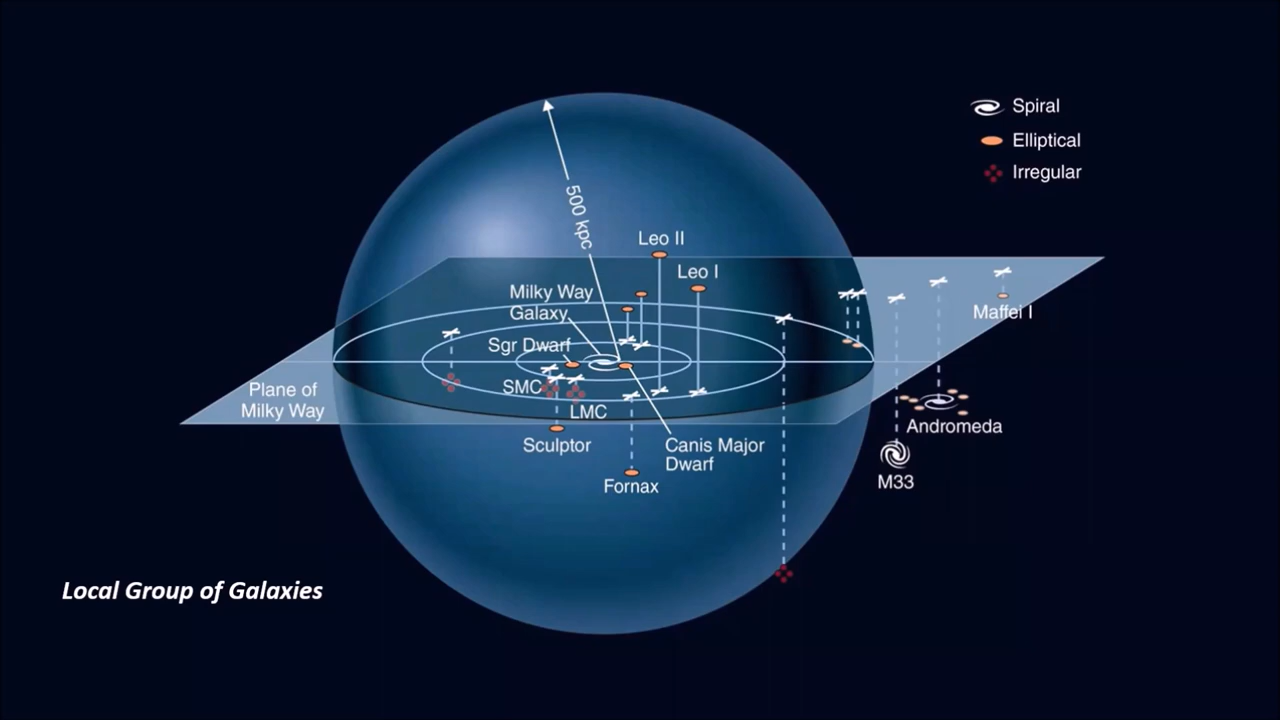 Spiral
Elliptical
Irregular
500 kpc
Leo II
Leo I
Milky Way
Galaxy
Sgr Dwarf
SMC
LMC
Plane of
Milky Way
Sculptor
Canis Major
Dwarf
Fornax
Maffei I
Andromeda
M33
Local Group of Galaxies